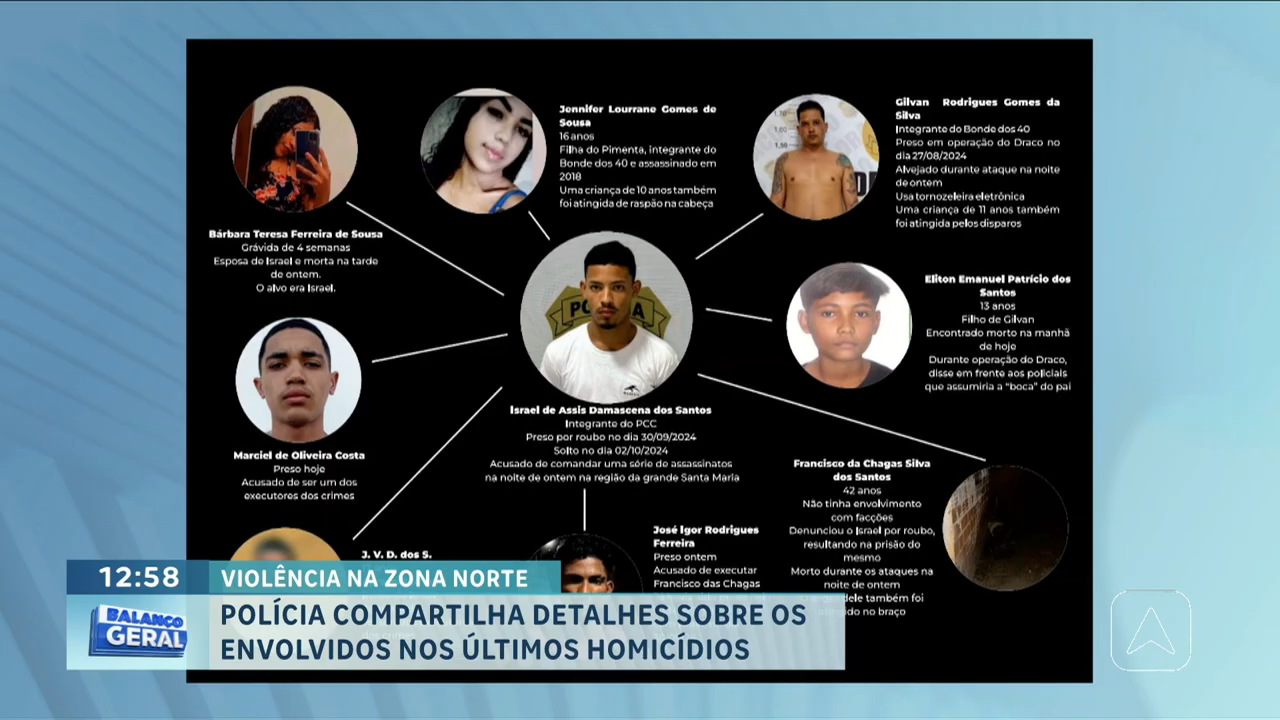 Bárbara Teresa Ferreira de Sousa
Grávida de 4 semanas
Esposa de Israel e morta na tarde
de ontem.
O alvo era Israel.
Jennifer Lourrane Gomes de
Sousa
16 anos
Filha do Pimenta, integrante do
Bonde dos 40 e assassinado em
2018
Uma criança de 10 anos também
foi atingida de raspão na cabeça
Gilvan Rodrigues Gomes da
Silva
Integrante do Bonde dos 40
Preso em operação do Draco no
dia 27/08/2024
Alvejado durante ataque na noite
de ontem
Usa tornozeleira eletrônica
Uma criança de 11 anos também
foi atingida pelos disparos
Eliton Emanuel Patrício dos
Santos
13 anos
Filho de Gilvan
Encontrado morto na manhã
de hoje
Durante operação do Draco,
disse em frente aos policiais
que assumiria a “boca” do pai
Israel de Assis Damascena dos Santos
Integrante do PCC
Preso por roubo no dia 30/09/2024
Solto no dia 02/10/2024
Acusado de comandar uma série de assassinatos
na noite de ontem na região da grande Santa Maria
Marciel de Oliveira Costa
Preso hoje
Acusado de ser um dos
executores dos crimes
Francisco da Chagas Silva
dos Santos
42 anos
Não tinha envolvimento
com facções
Denunciou o Israel por roubo,
resultando na prisão do
mesmo
Morto durante os ataques na
noite de ontem
dele também foi
no braço
J. V. D. dos S.
José Igor Rodrigues
Ferreira
Preso ontem
Acusado de executar
Francisco das Chagas
12:58
VIOLÊNCIA NA ZONA NORTE
BALANÇO
GERAL
POLÍCIA COMPARTILHA DETALHES SOBRE OS
ENVOLVIDOS NOS ÚLTIMOS HOMICÍDIOS